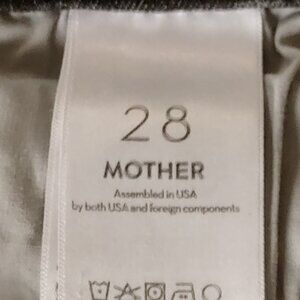 28
MOTHER
Assembled in USA
by both USA and foreign components